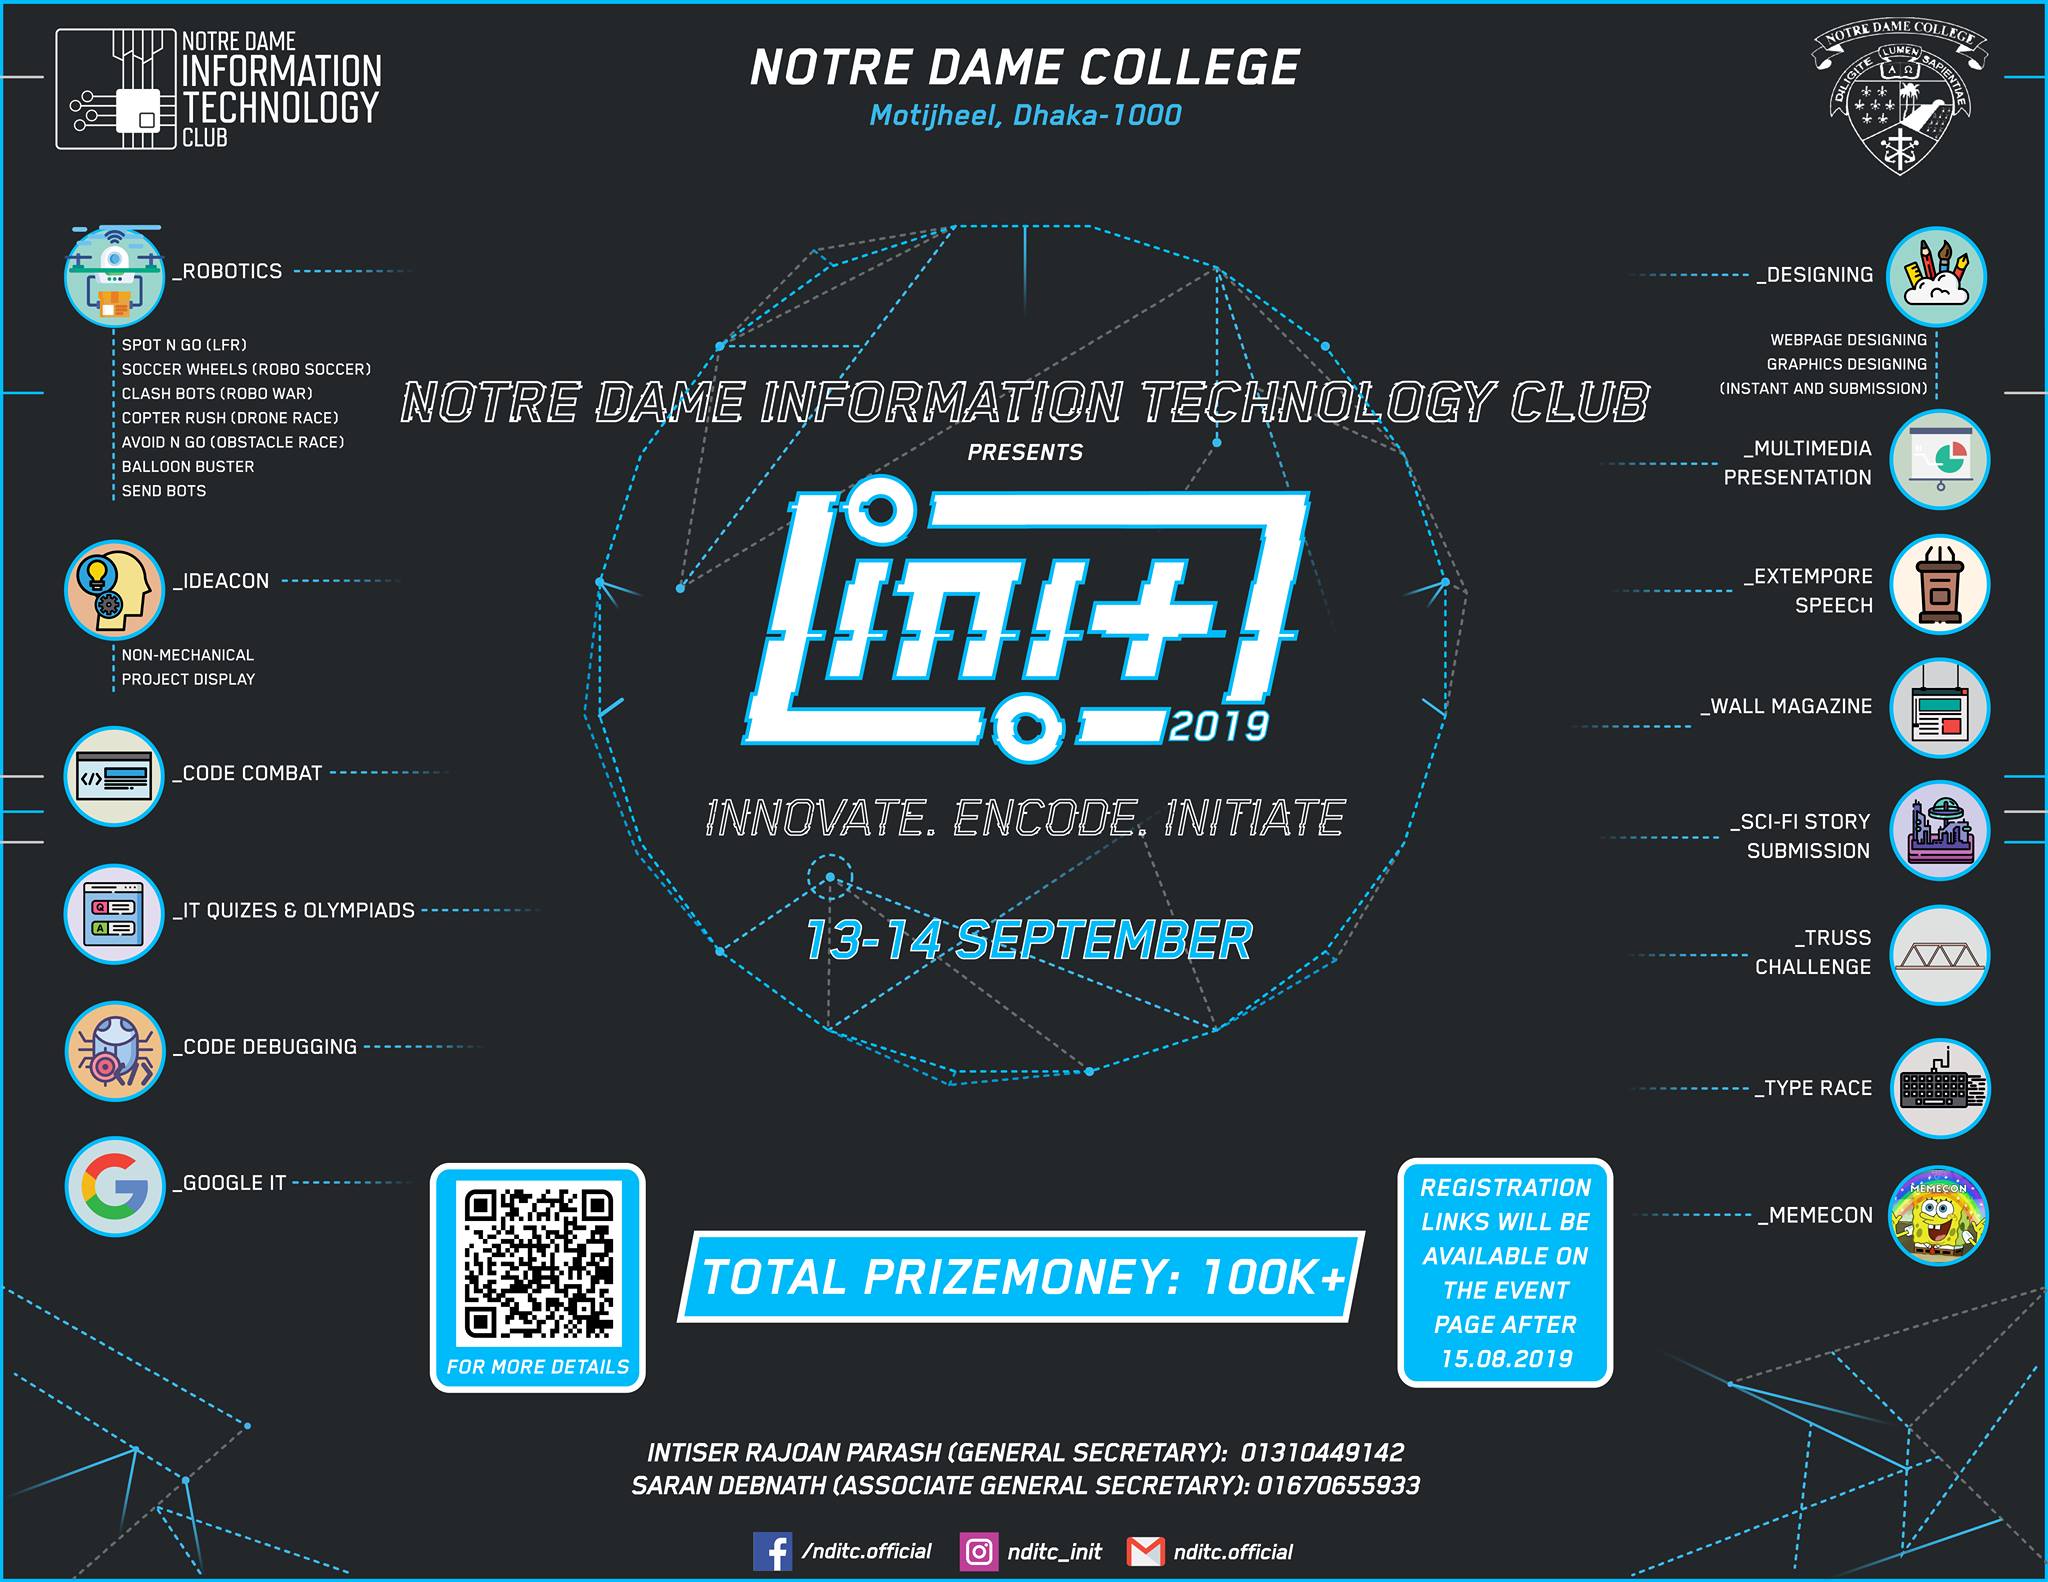 NOTRE DAME
INFORMATION
TECHNOLOGY
CLUB
NOTRE DAME COLLEGE
Motijheel, Dhaka-1000
NOTRE DAME COLLEGE
LUMEN
DILIGITE
SAPIENTIAE
Α Ω
_ROBOTICS
SPOT N GO (LFR)
SOCCER WHEELS (ROBO SOCCER)
CLASH BOTS (ROBO WAR)
COPTER RUSH (DRONE RACE)
AVOID N GO (OBSTACLE RACE)
BALLOON BUSTER
SEND BOTS
_IDEACON
NON-MECHANICAL
PROJECT DISPLAY
_CODE COMBAT
</>
_IT QUIZES & OLYMPIADS
Q
A
_CODE DEBUGGING
_GOOGLE IT
NOTRE DAME INFORMATION TECHNOLOGY CLUB
PRESENTS
init
2019
INNOVATE. ENCODE. INITIATE
13-14 SEPTEMBER
_DESIGNING
WEBPAGE DESIGNING
GRAPHICS DESIGNING
(INSTANT AND SUBMISSION)
_MULTIMEDIA
PRESENTATION
_EXTEMPORE
SPEECH
_WALL MAGAZINE
_SCI-FI STORY
SUBMISSION
_TRUSS
CHALLENGE
_TYPE RACE
_MEMECON
MEMECON
FOR MORE DETAILS
TOTAL PRIZEMONEY: 100K+
REGISTRATION
LINKS WILL BE
AVAILABLE ON
THE EVENT
PAGE AFTER
15.08.2019
INTISER RAJOAN PARASH (GENERAL SECRETARY): 01310449142
SARAN DEBNATH (ASSOCIATE GENERAL SECRETARY): 01670655933
/nditc.official
nditc_init
nditc.official